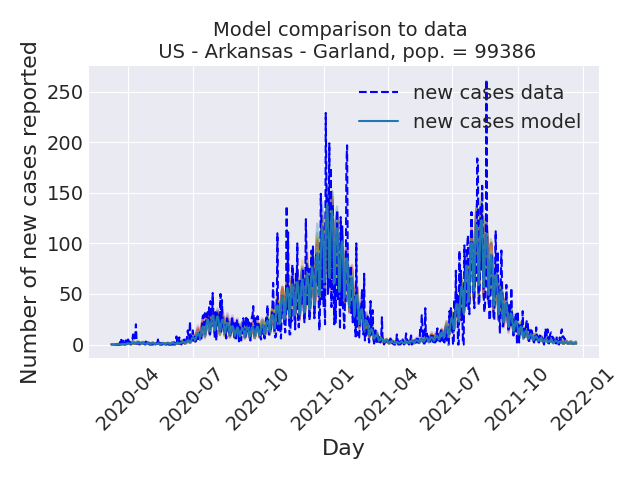 Model comparison to data
US - Arkansas - Garland, pop. = 99386
Number of new cases reported
250
200
150
100
50
0
new cases data
new cases model
2020-04
2020-07
2020-10
2021-01
2021-04
2021-07
2021-10
2022-01
Day